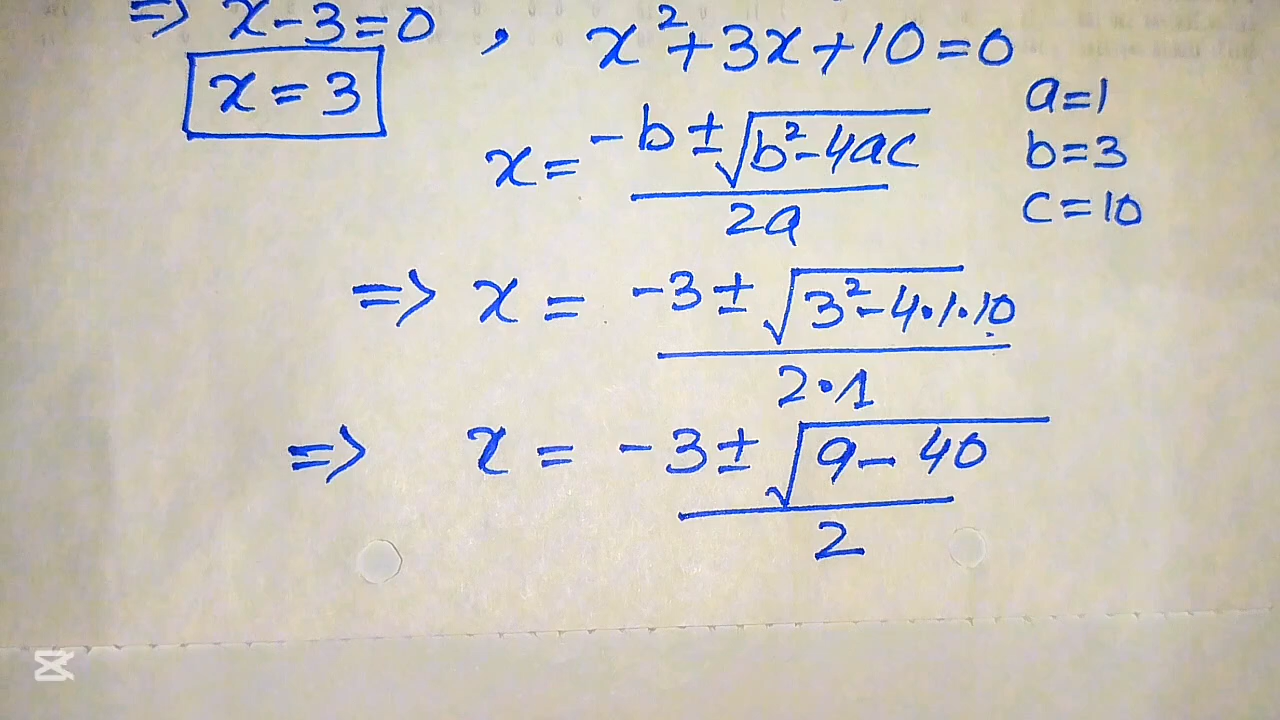 => x-3=0 , x²+3x+10=0
x=3
a=1
b=3
c=10
x= -b±√b²-4ac / 2a
=> x = -3±√3²-4·1·10 / 2·1
=> x = -3±√9-40 / 2